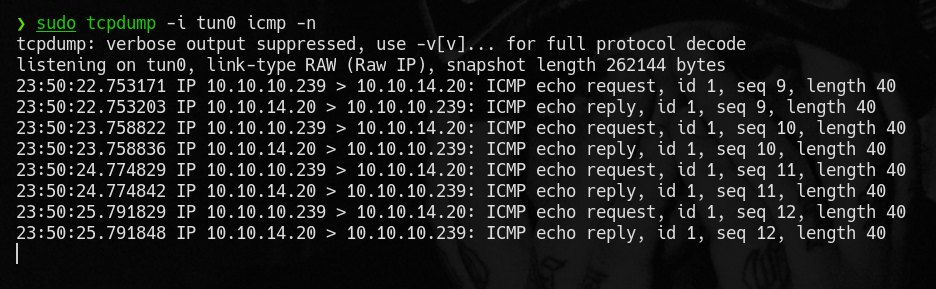 ❯ sudo tcpdump -i tun0 icmp -n
tcpdump: verbose output suppressed, use -v[v]... for full protocol decode
listening on tun0, link-type RAW (Raw IP), snapshot length 262144 bytes
23:50:22.753171 IP 10.10.10.239 > 10.10.14.20: ICMP echo request, id 1, seq 9, length 40
23:50:22.753203 IP 10.10.14.20 > 10.10.10.239: ICMP echo reply, id 1, seq 9, length 40
23:50:23.758822 IP 10.10.10.239 > 10.10.14.20: ICMP echo request, id 1, seq 10, length 40
23:50:23.758836 IP 10.10.14.20 > 10.10.10.239: ICMP echo reply, id 1, seq 10, length 40
23:50:24.774829 IP 10.10.10.239 > 10.10.14.20: ICMP echo request, id 1, seq 11, length 40
23:50:24.774842 IP 10.10.14.20 > 10.10.10.239: ICMP echo reply, id 1, seq 11, length 40
23:50:25.791829 IP 10.10.10.239 > 10.10.14.20: ICMP echo request, id 1, seq 12, length 40
23:50:25.791848 IP 10.10.14.20 > 10.10.10.239: ICMP echo reply, id 1, seq 12, length 40